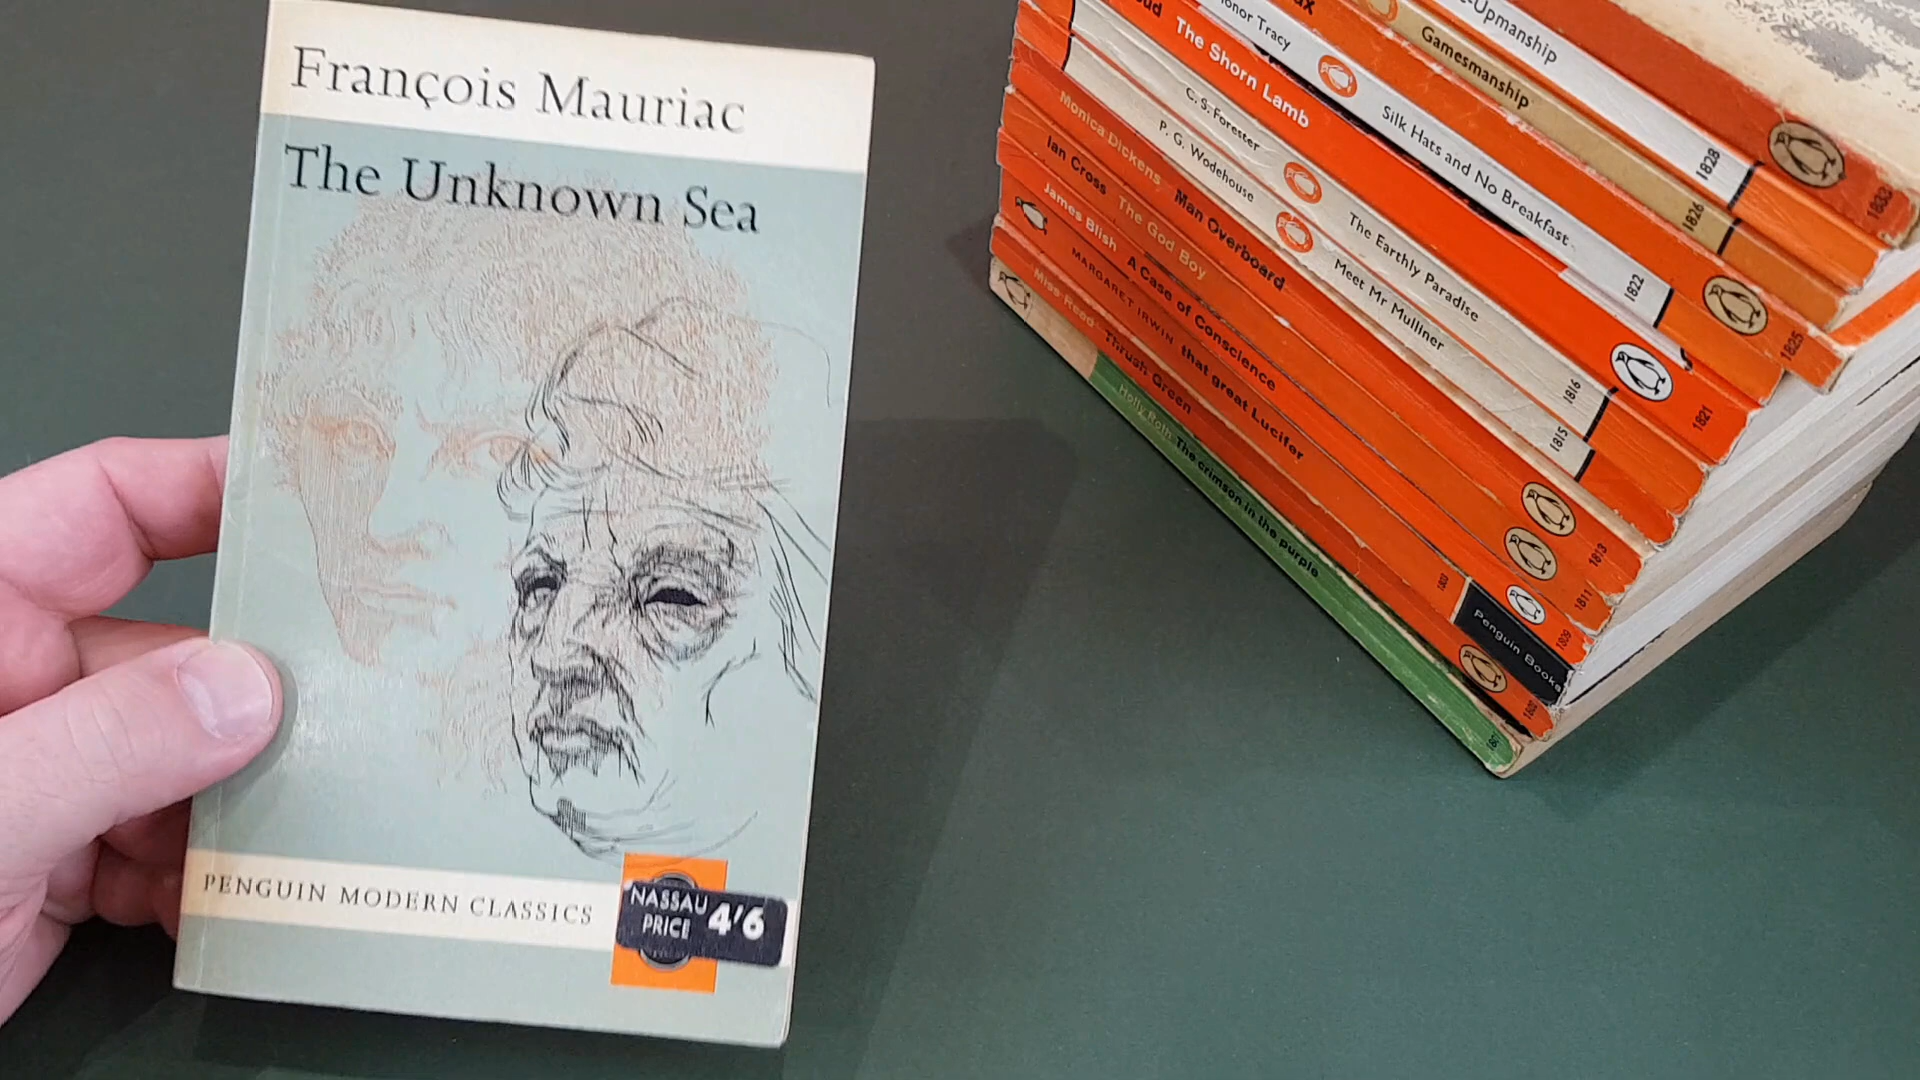 François Mauriac
The Unknown Sea
PENGUIN MODERN CLASSICS
NASSAU
PRICE 4'6
1833
-Upmanship
1828
Gamesmanship
1826
1825
onor Tracy
Silk Hats and No Breakfast
1822
The Shorn Lamb
1821
C. S. Forester
The Earthly Paradise
1816
P. G. Wodehouse
Meet Mr Mulliner
1815
Monica Dickens
Man Overboard
1813
Ian Cross
The God Boy
1811
James Blish
A Case of Conscience
1809
MARGARET IRWIN
that great Lucifer
Penguin Books
Miss Read
Thrush Green
1802
Holly Roth
The crimson in the purple